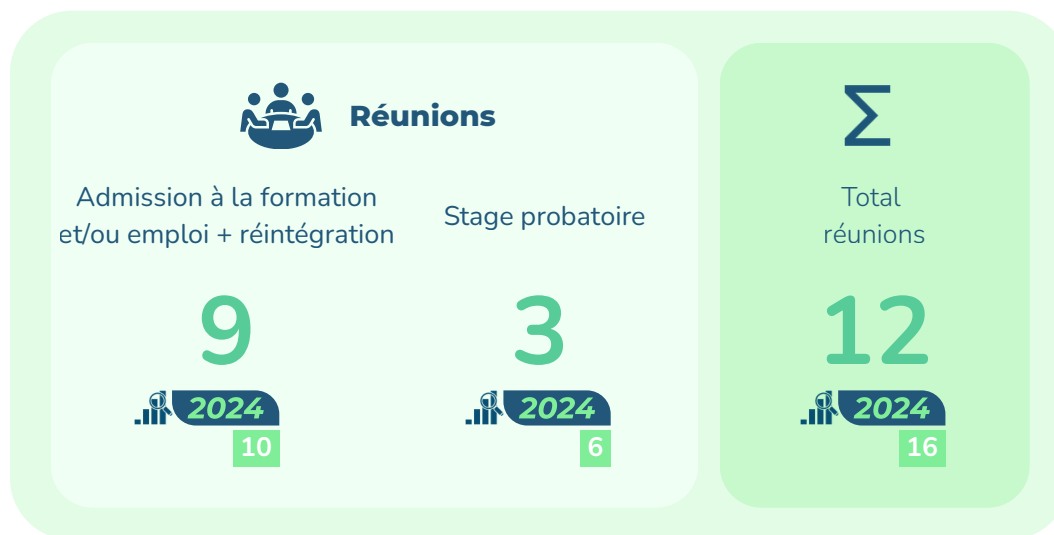 Réunions
Σ
Admission à la formation
et/ou emploi + réintégration
Stage probatoire
Total
réunions
9
3
12
2024
2024
2024
10
6
16